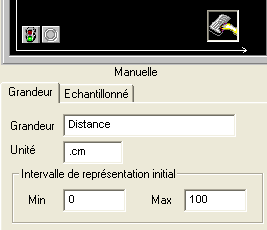 Manuelle
Grandeur Echantillonné
Grandeur Distance
Unité .cm
Intervalle de représentation initial
Min 0 Max 100